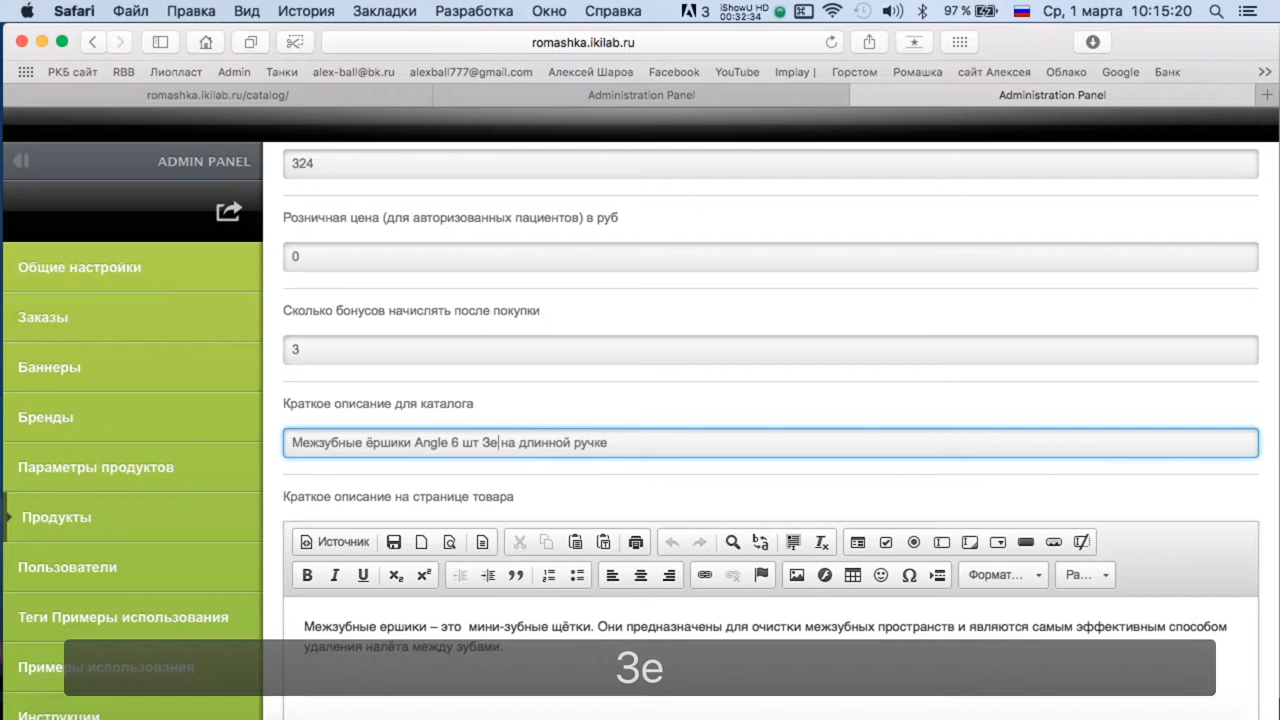 Safari Файл Правка Вид История Закладки Разработка Окно Справка 3 iShowU HD 00:32:34 97 % Ср, 1 марта 10:15:20
romashka.ikilab.ru
РКБ сайт RBB Лиопласт Admin Танки alex-ball@bk.ru alexball777@gmail.com Алексей Шаров Facebook YouTube Implay | Горстом Ромашка сайт Алексея Облако Google Банк
romashka.ikilab.ru/catalog/ Administration Panel Administration Panel
ADMIN PANEL
324
Розничная цена (для авторизованных пациентов) в руб
0
Общие настройки
Сколько бонусов начислять после покупки
Заказы
3
Баннеры
Краткое описание для каталога
Бренды
Межзубные ёршики Angle 6 шт Зе на длинной ручке
Параметры продуктов
Краткое описание на странице товара
Продукты
Источник
Пользователи
B I U Формат... Ра...
Теги Примеры использования
Межзубные ершики – это мини-зубные щётки. Они предназначены для очистки межзубных пространств и являются самым эффективным способом
удаления налёта между зубами.
Примеры использования
Зе
Инструкции